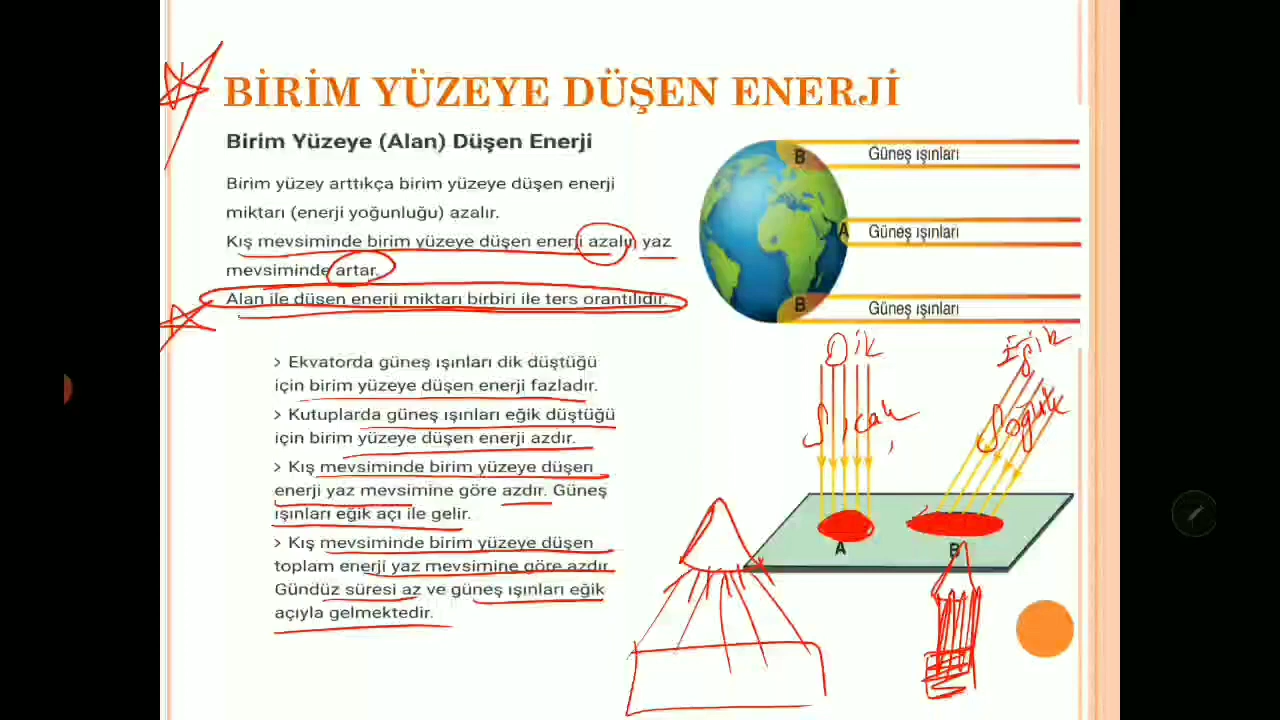 BİRİM YÜZEYE DÜŞEN ENERJİ
Birim Yüzeye (Alan) Düşen Enerji
Birim yüzey arttıkça birim yüzeye düşen enerji
miktarı (enerji yoğunluğu) azalır.
Kış mevsiminde birim yüzeye düşen enerji azalır, yaz
mevsiminde artar.
Alan ile düşen enerji miktarı birbiri ile ters orantılıdır.
> Ekvatorda güneş ışınları dik düştüğü
için birim yüzeye düşen enerji fazladır.
> Kutuplarda güneş ışınları eğik düştüğü
için birim yüzeye düşen enerji azdır.
> Kış mevsiminde birim yüzeye düşen
enerji yaz mevsimine göre azdır. Güneş
ışınları eğik açı ile gelir.
> Kış mevsiminde birim yüzeye düşen
toplam enerji yaz mevsimine göre azdır.
Gündüz süresi az ve güneş ışınları eğik
açıyla gelmektedir.
B Güneş ışınları
A Güneş ışınları
B Güneş ışınları
Dik Eğik
Sıcak Soğuk
A B